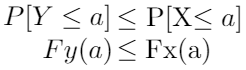 P[Y ≤ a] ≤ P[X≤ a)
Fy(a) ≤ Fx(a)